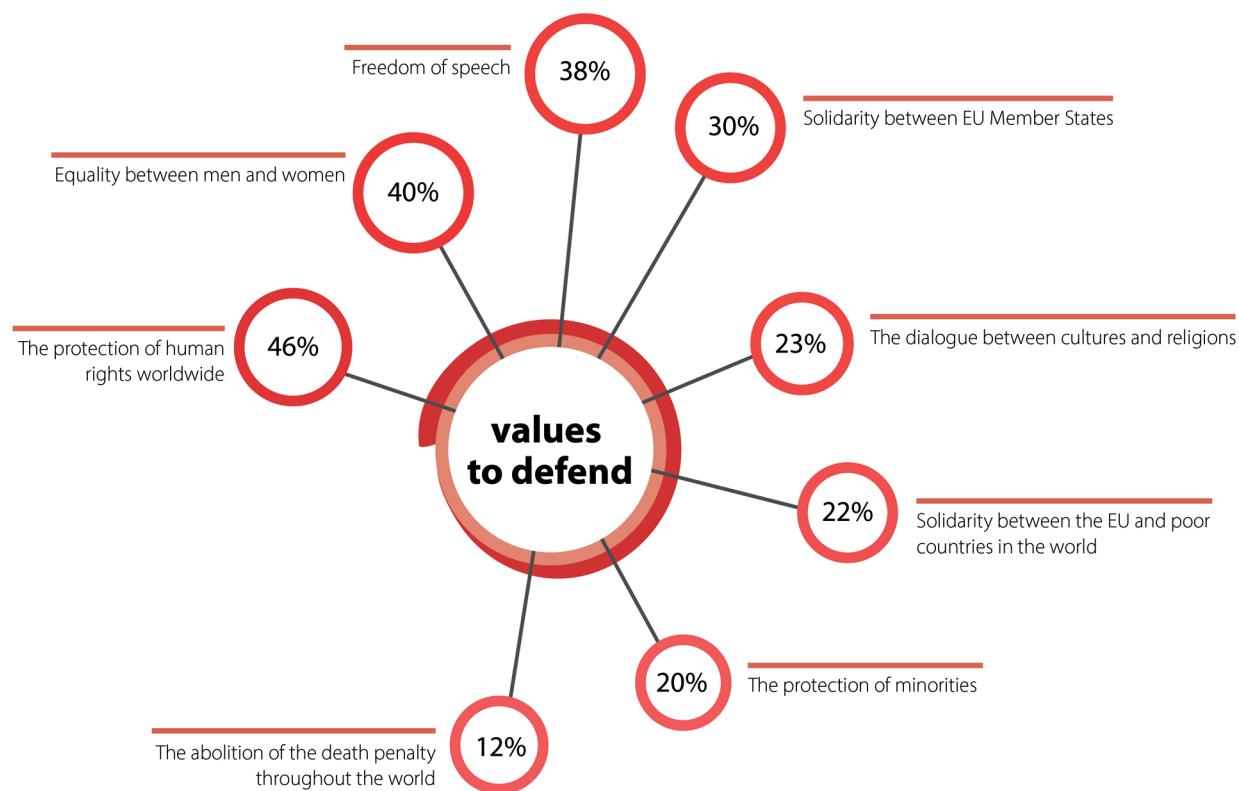 values
to defend
The protection of human
rights worldwide
46%
Equality between men and women
40%
Freedom of speech
38%
30%
Solidarity between EU Member States
23%
The dialogue between cultures and religions
22%
Solidarity between the EU and poor
countries in the world
20%
The protection of minorities
The abolition of the death penalty
throughout the world
12%